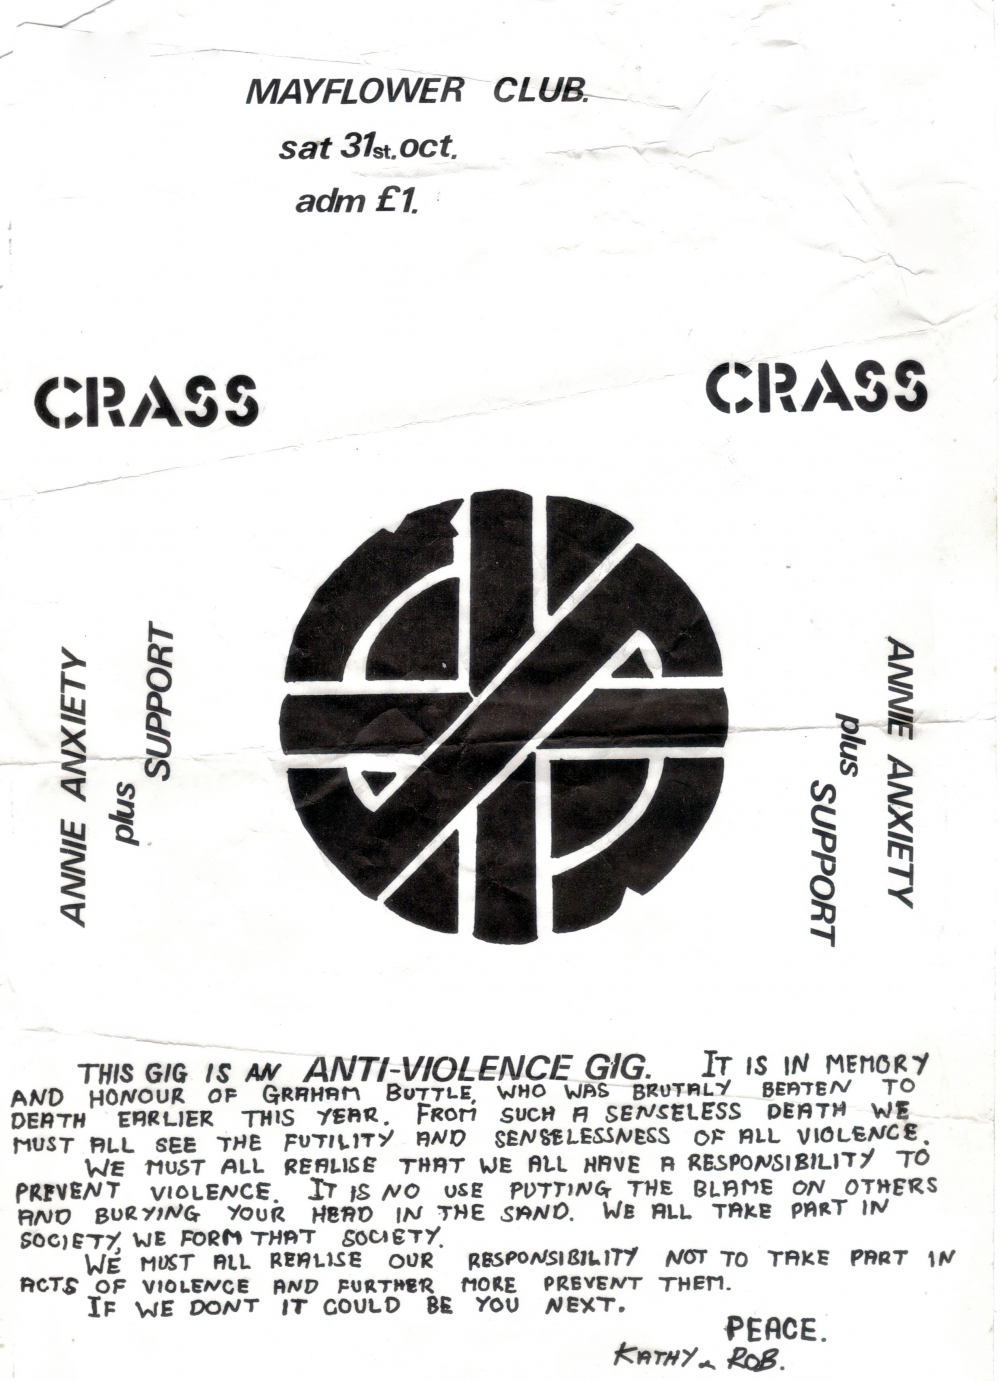 MAYFLOWER CLUB.
sat 31st. oct.
adm £1.
CRASS
CRASS
ANNIE ANXIETY
plus
SUPPORT
ANNIE ANXIETY
plus
SUPPORT
THIS GIG IS AN ANTI-VIOLENCE GIG. IT IS IN MEMORY
AND HONOUR OF GRAHAM BUTTLE, WHO WAS BRUTALY BEATEN TO
DEATH EARLIER THIS YEAR. FROM SUCH A SENSELESS DEATH WE
MUST ALL SEE THE FUTILITY AND SENSELESSNESS OF ALL VIOLENCE.
WE MUST ALL REALISE THAT WE ALL HAVE A RESPONSIBILITY TO
PREVENT VIOLENCE. IT IS NO USE PUTTING THE BLAME ON OTHERS
AND BURYING YOUR HEAD IN THE SAND. WE ALL TAKE PART IN
SOCIETY, WE FORM THAT SOCIETY.
WE MUST ALL REALISE OUR RESPONSIBILITY NOT TO TAKE PART IN
ACTS OF VIOLENCE AND FURTHER MORE PREVENT THEM.
IF WE DONT IT COULD BE YOU NEXT.
PEACE.
KATHY & ROB.